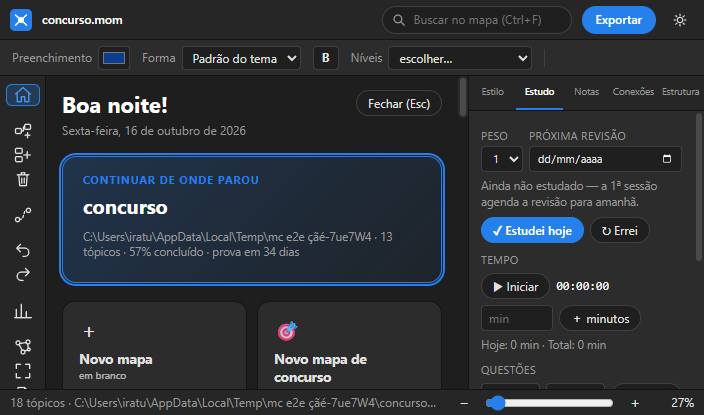 concurso.mom
Buscar no mapa (Ctrl+F)
Exportar
Preenchimento
Forma
Padrão do tema
B
Níveis
escolher...
Boa noite!
Fechar (Esc)
Sexta-feira, 16 de outubro de 2026
CONTINUAR DE ONDE PAROU
concurso
C:\Users\iratu\AppData\Local\Temp\mc e2e çãé-7ue7W4 · 13
tópicos · 57% concluído · prova em 34 dias
+
Novo mapa
em branco
Novo mapa de
concurso
Estilo
Estudo
Notas
Conexões
Estrutura
PESO
PRÓXIMA REVISÃO
1
dd/mm/aaaa
Ainda não estudado — a 1ª sessão
agenda a revisão para amanhã.
✓ Estudei hoje
↻ Errei
TEMPO
▶ Iniciar
00:00:00
min
+ minutos
Hoje: 0 min · Total: 0 min
QUESTÕES
18 tópicos · C:\Users\iratu\AppData\Local\Temp\mc e2e çãé-7ue7W4\concurso...
−
+
27%